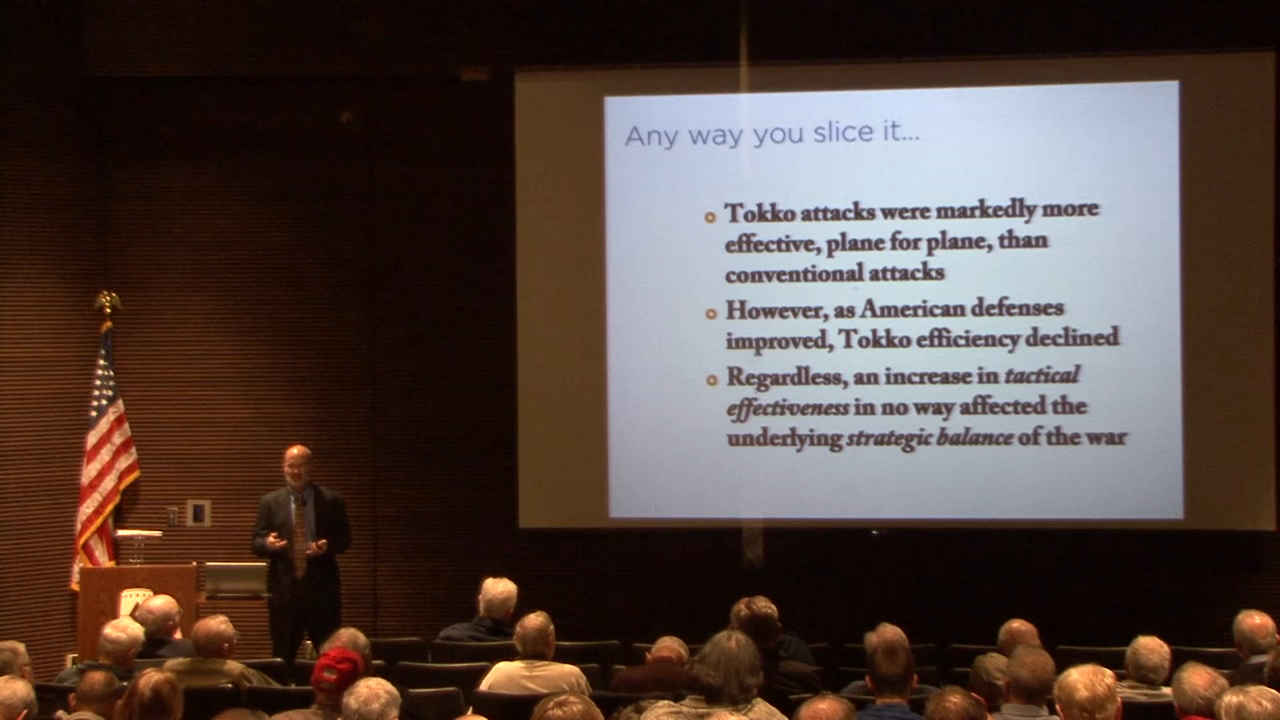 Any way you slice it...
Tokko attacks were markedly more
effective, plane for plane, than
conventional attacks
However, as American defenses
improved, Tokko efficiency declined
Regardless, an increase in tactical
effectiveness in no way affected the
underlying strategic balance of the war